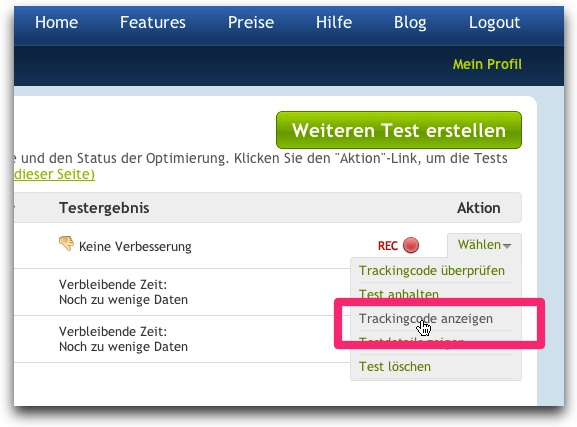 Home Features Preise Hilfe Blog Logout
Mein Profil
Weiteren Test erstellen
e und den Status der Optimierung. Klicken Sie den "Aktion"-Link, um die Tests
dieser Seite)
Testergebnis Aktion
Keine Verbesserung REC Wählen
Trackingcode überprüfen
Verbleibende Zeit:
Noch zu wenige Daten
Test anhalten
Trackingcode anzeigen
Verbleibende Zeit:
Noch zu wenige Daten
Testdetails zeigen
Test löschen